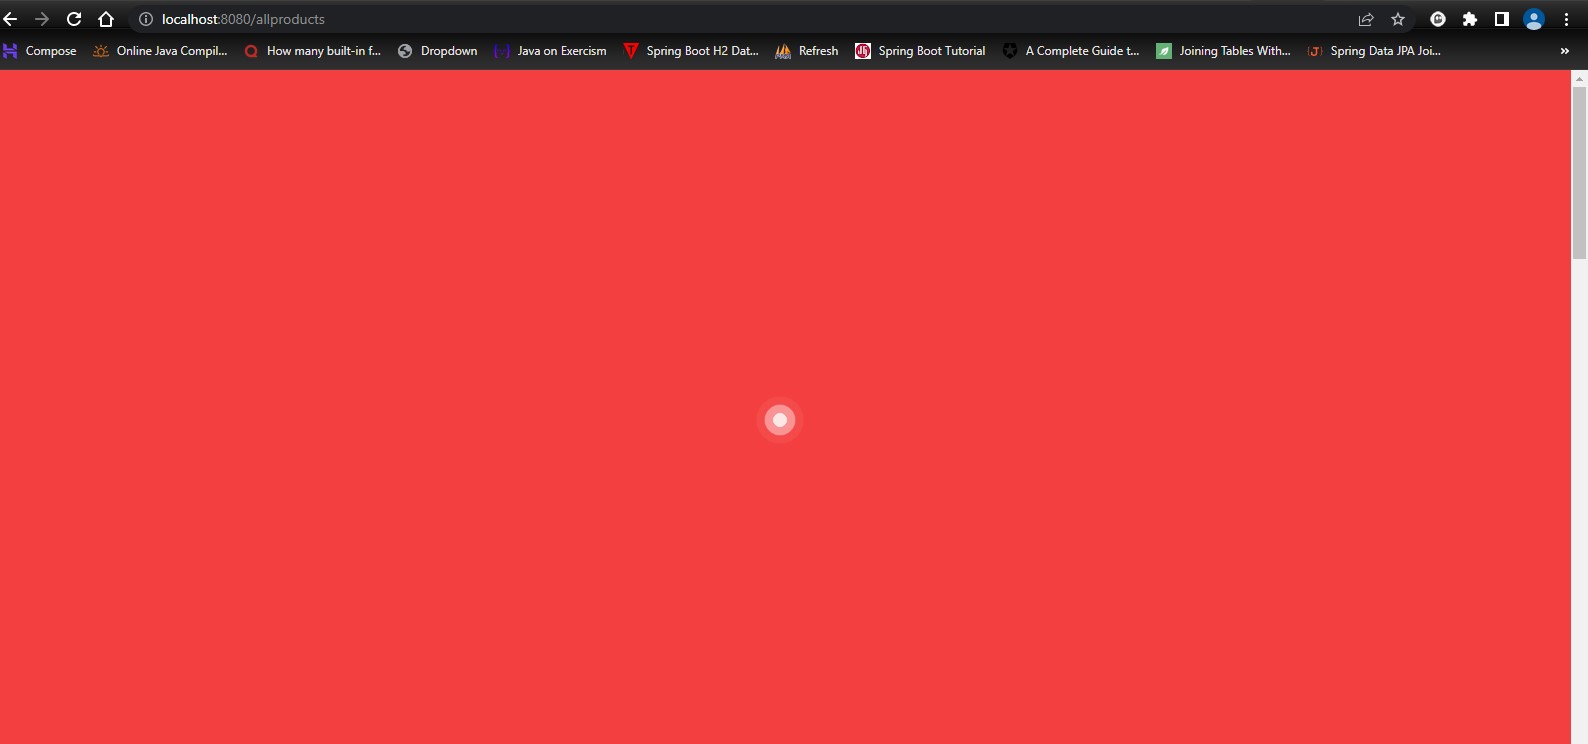 localhost:8080/allproducts
Compose Online Java Compil... How many built-in f... Dropdown Java on Exercism Spring Boot H2 Dat... Refresh Spring Boot Tutorial A Complete Guide t... Joining Tables With... Spring Data JPA Joi... »